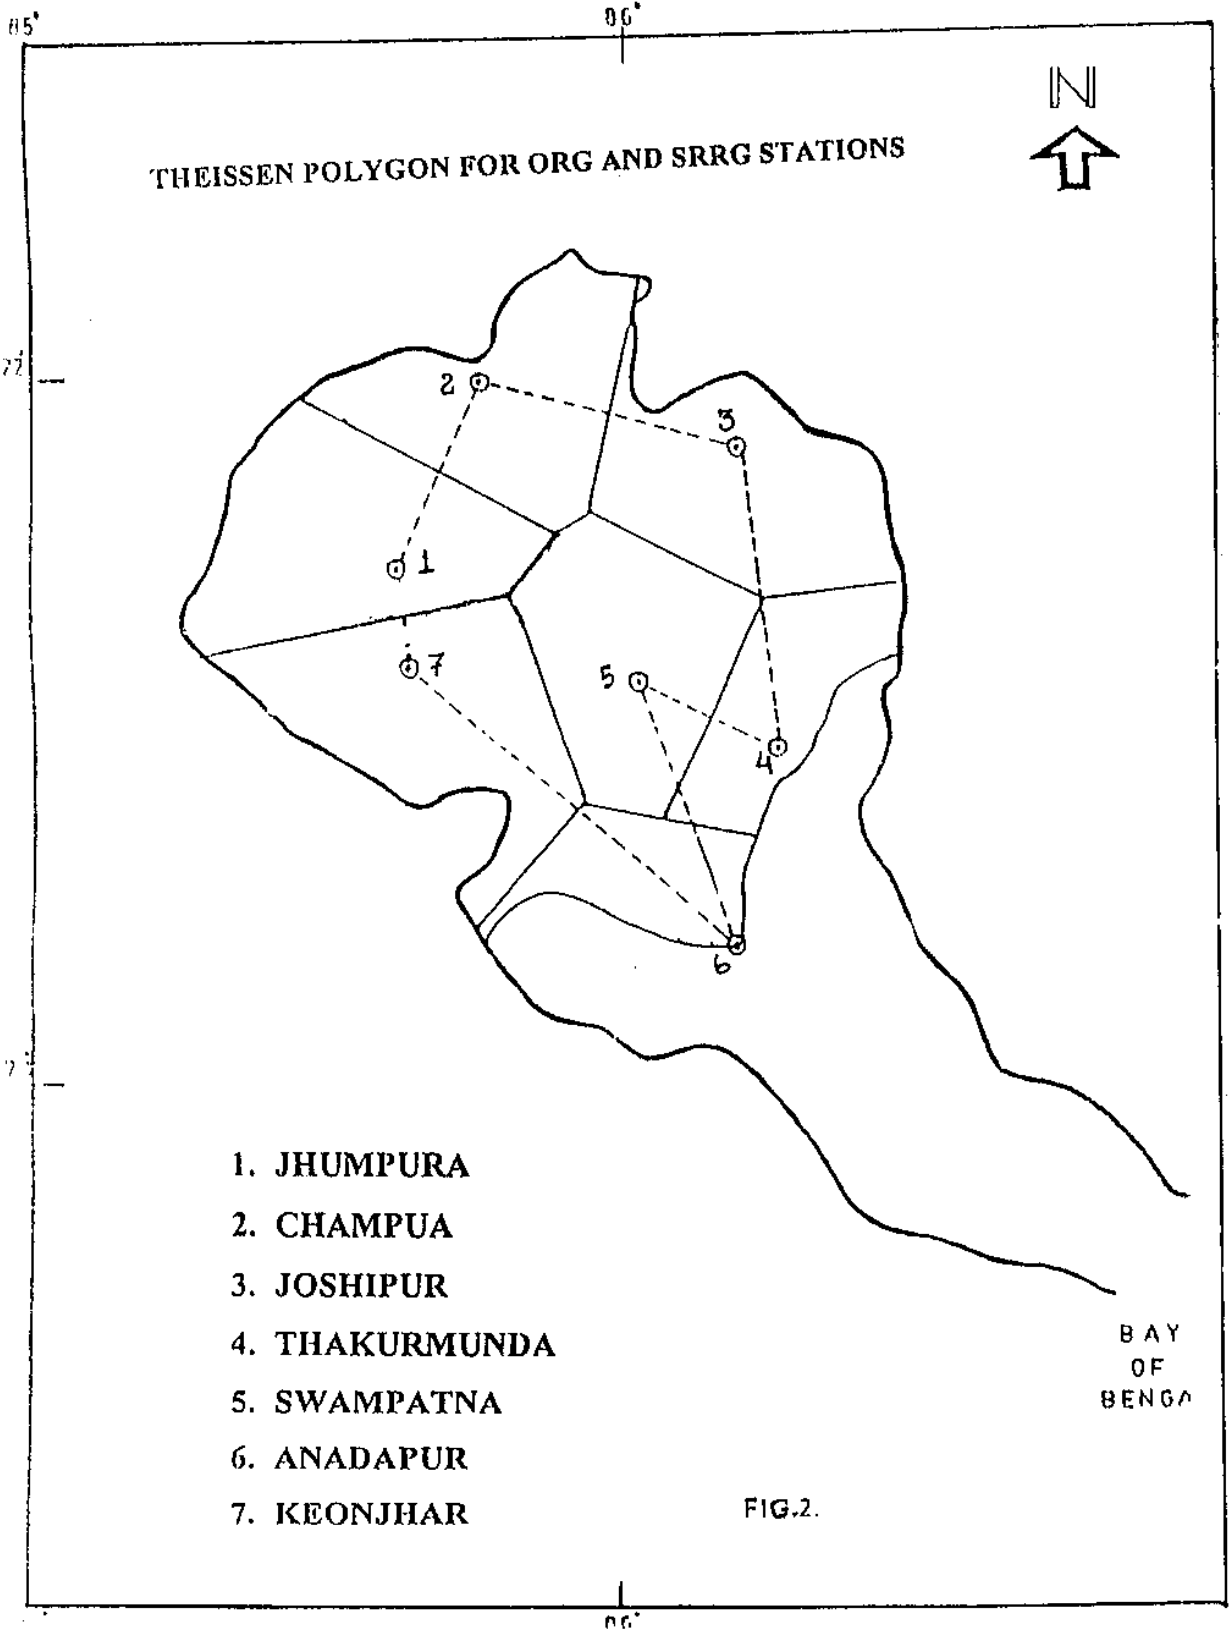 N
THEISSEN POLYGON FOR ORG AND SRRG STATIONS
2
3
1
7
5
4
6
1. JHUMPURA
2. CHAMPUA
3. JOSHIPUR
4. THAKURMUNDA
5. SWAMPATNA
6. ANADAPUR
7. KEONJHAR
BAY
OF
BENGA
FIG.2.